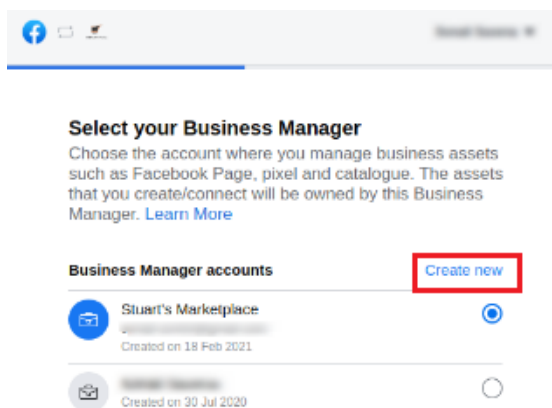 Select your Business Manager
Choose the account where you manage business assets
such as Facebook Page, pixel and catalogue. The assets
that you create/connect will be owned by this Business
Manager. Learn More
Business Manager accounts Create new
Stuart's Marketplace
Created on 18 Feb 2021
Created on 30 Jul 2020